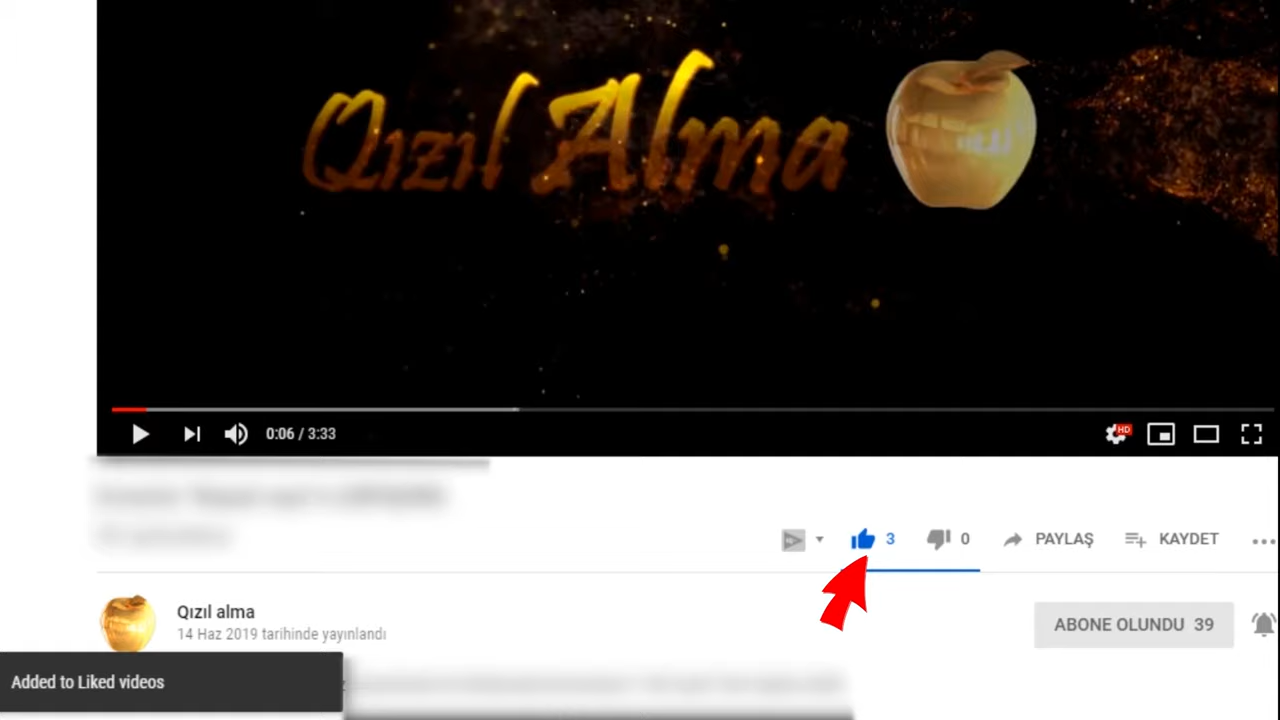 Qızıl Alma
0:06 / 3:33
HD
3
0
PAYLAŞ
KAYDET
Qızıl alma
14 Haz 2019 tarihinde yayınlandı
ABONE OLUNDU 39
Added to Liked videos